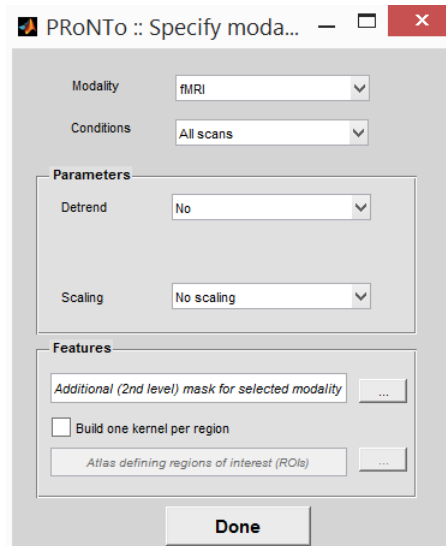 PRoNTo :: Specify moda...
Modality fMRI
Conditions All scans
Parameters
Detrend No
Scaling No scaling
Features
Additional (2nd level) mask for selected modality ...
Build one kernel per region
Atlas defining regions of interest (ROIs) ...
Done